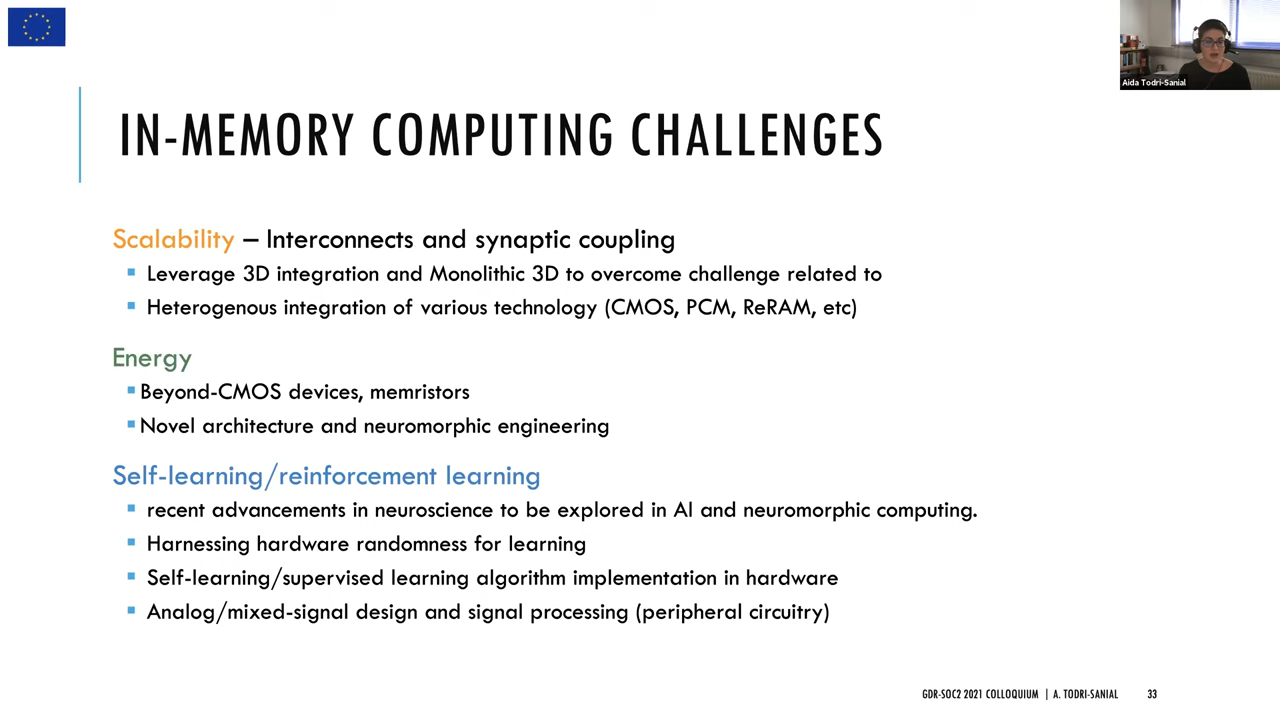 Aida Todri-Sanial
IN-MEMORY COMPUTING CHALLENGES
Scalability – Interconnects and synaptic coupling
Leverage 3D integration and Monolithic 3D to overcome challenge related to
Heterogenous integration of various technology (CMOS, PCM, ReRAM, etc)
Energy
Beyond-CMOS devices, memristors
Novel architecture and neuromorphic engineering
Self-learning/reinforcement learning
recent advancements in neuroscience to be explored in AI and neuromorphic computing.
Harnessing hardware randomness for learning
Self-learning/supervised learning algorithm implementation in hardware
Analog/mixed-signal design and signal processing (peripheral circuitry)
GDR-SOC2 2021 COLLOQUIUM | A. TODRI-SANIAL 33